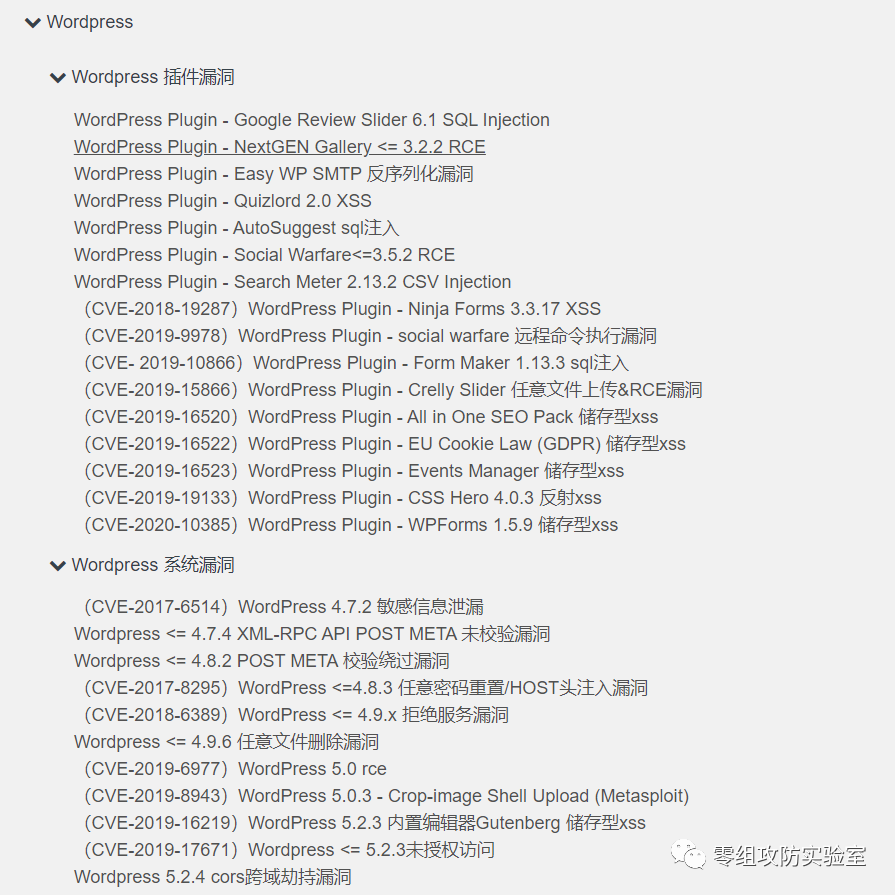 Wordpress
Wordpress 插件漏洞
WordPress Plugin - Google Review Slider 6.1 SQL Injection
WordPress Plugin - NextGEN Gallery <= 3.2.2 RCE
WordPress Plugin - Easy WP SMTP 反序列化漏洞
WordPress Plugin - Quizlord 2.0 XSS
WordPress Plugin - AutoSuggest sql注入
WordPress Plugin - Social Warfare<=3.5.2 RCE
WordPress Plugin - Search Meter 2.13.2 CSV Injection
（CVE-2018-19287）WordPress Plugin - Ninja Forms 3.3.17 XSS
（CVE-2019-9978）WordPress Plugin - social warfare 远程命令执行漏洞
（CVE- 2019-10866）WordPress Plugin - Form Maker 1.13.3 sql注入
（CVE-2019-15866）WordPress Plugin - Crelly Slider 任意文件上传&RCE漏洞
（CVE-2019-16520）WordPress Plugin - All in One SEO Pack 储存型xss
（CVE-2019-16522）WordPress Plugin - EU Cookie Law (GDPR) 储存型xss
（CVE-2019-16523）WordPress Plugin - Events Manager 储存型xss
（CVE-2019-19133）WordPress Plugin - CSS Hero 4.0.3 反射xss
（CVE-2020-10385）WordPress Plugin - WPForms 1.5.9 储存型xss
Wordpress 系统漏洞
（CVE-2017-6514）WordPress 4.7.2 敏感信息泄漏
Wordpress <= 4.7.4 XML-RPC API POST META 未校验漏洞
Wordpress <= 4.8.2 POST META 校验绕过漏洞
（CVE-2017-8295）WordPress <=4.8.3 任意密码重置/HOST头注入漏洞
（CVE-2018-6389）WordPress <= 4.9.x 拒绝服务漏洞
Wordpress <= 4.9.6 任意文件删除漏洞
（CVE-2019-6977）WordPress 5.0 rce
（CVE-2019-8943）WordPress 5.0.3 - Crop-image Shell Upload (Metasploit)
（CVE-2019-16219）WordPress 5.2.3 内置编辑器Gutenberg 储存型xss
（CVE-2019-17671）Wordpress <= 5.2.3未授权访问
Wordpress 5.2.4 cors跨域劫持漏洞
零组攻防实验室